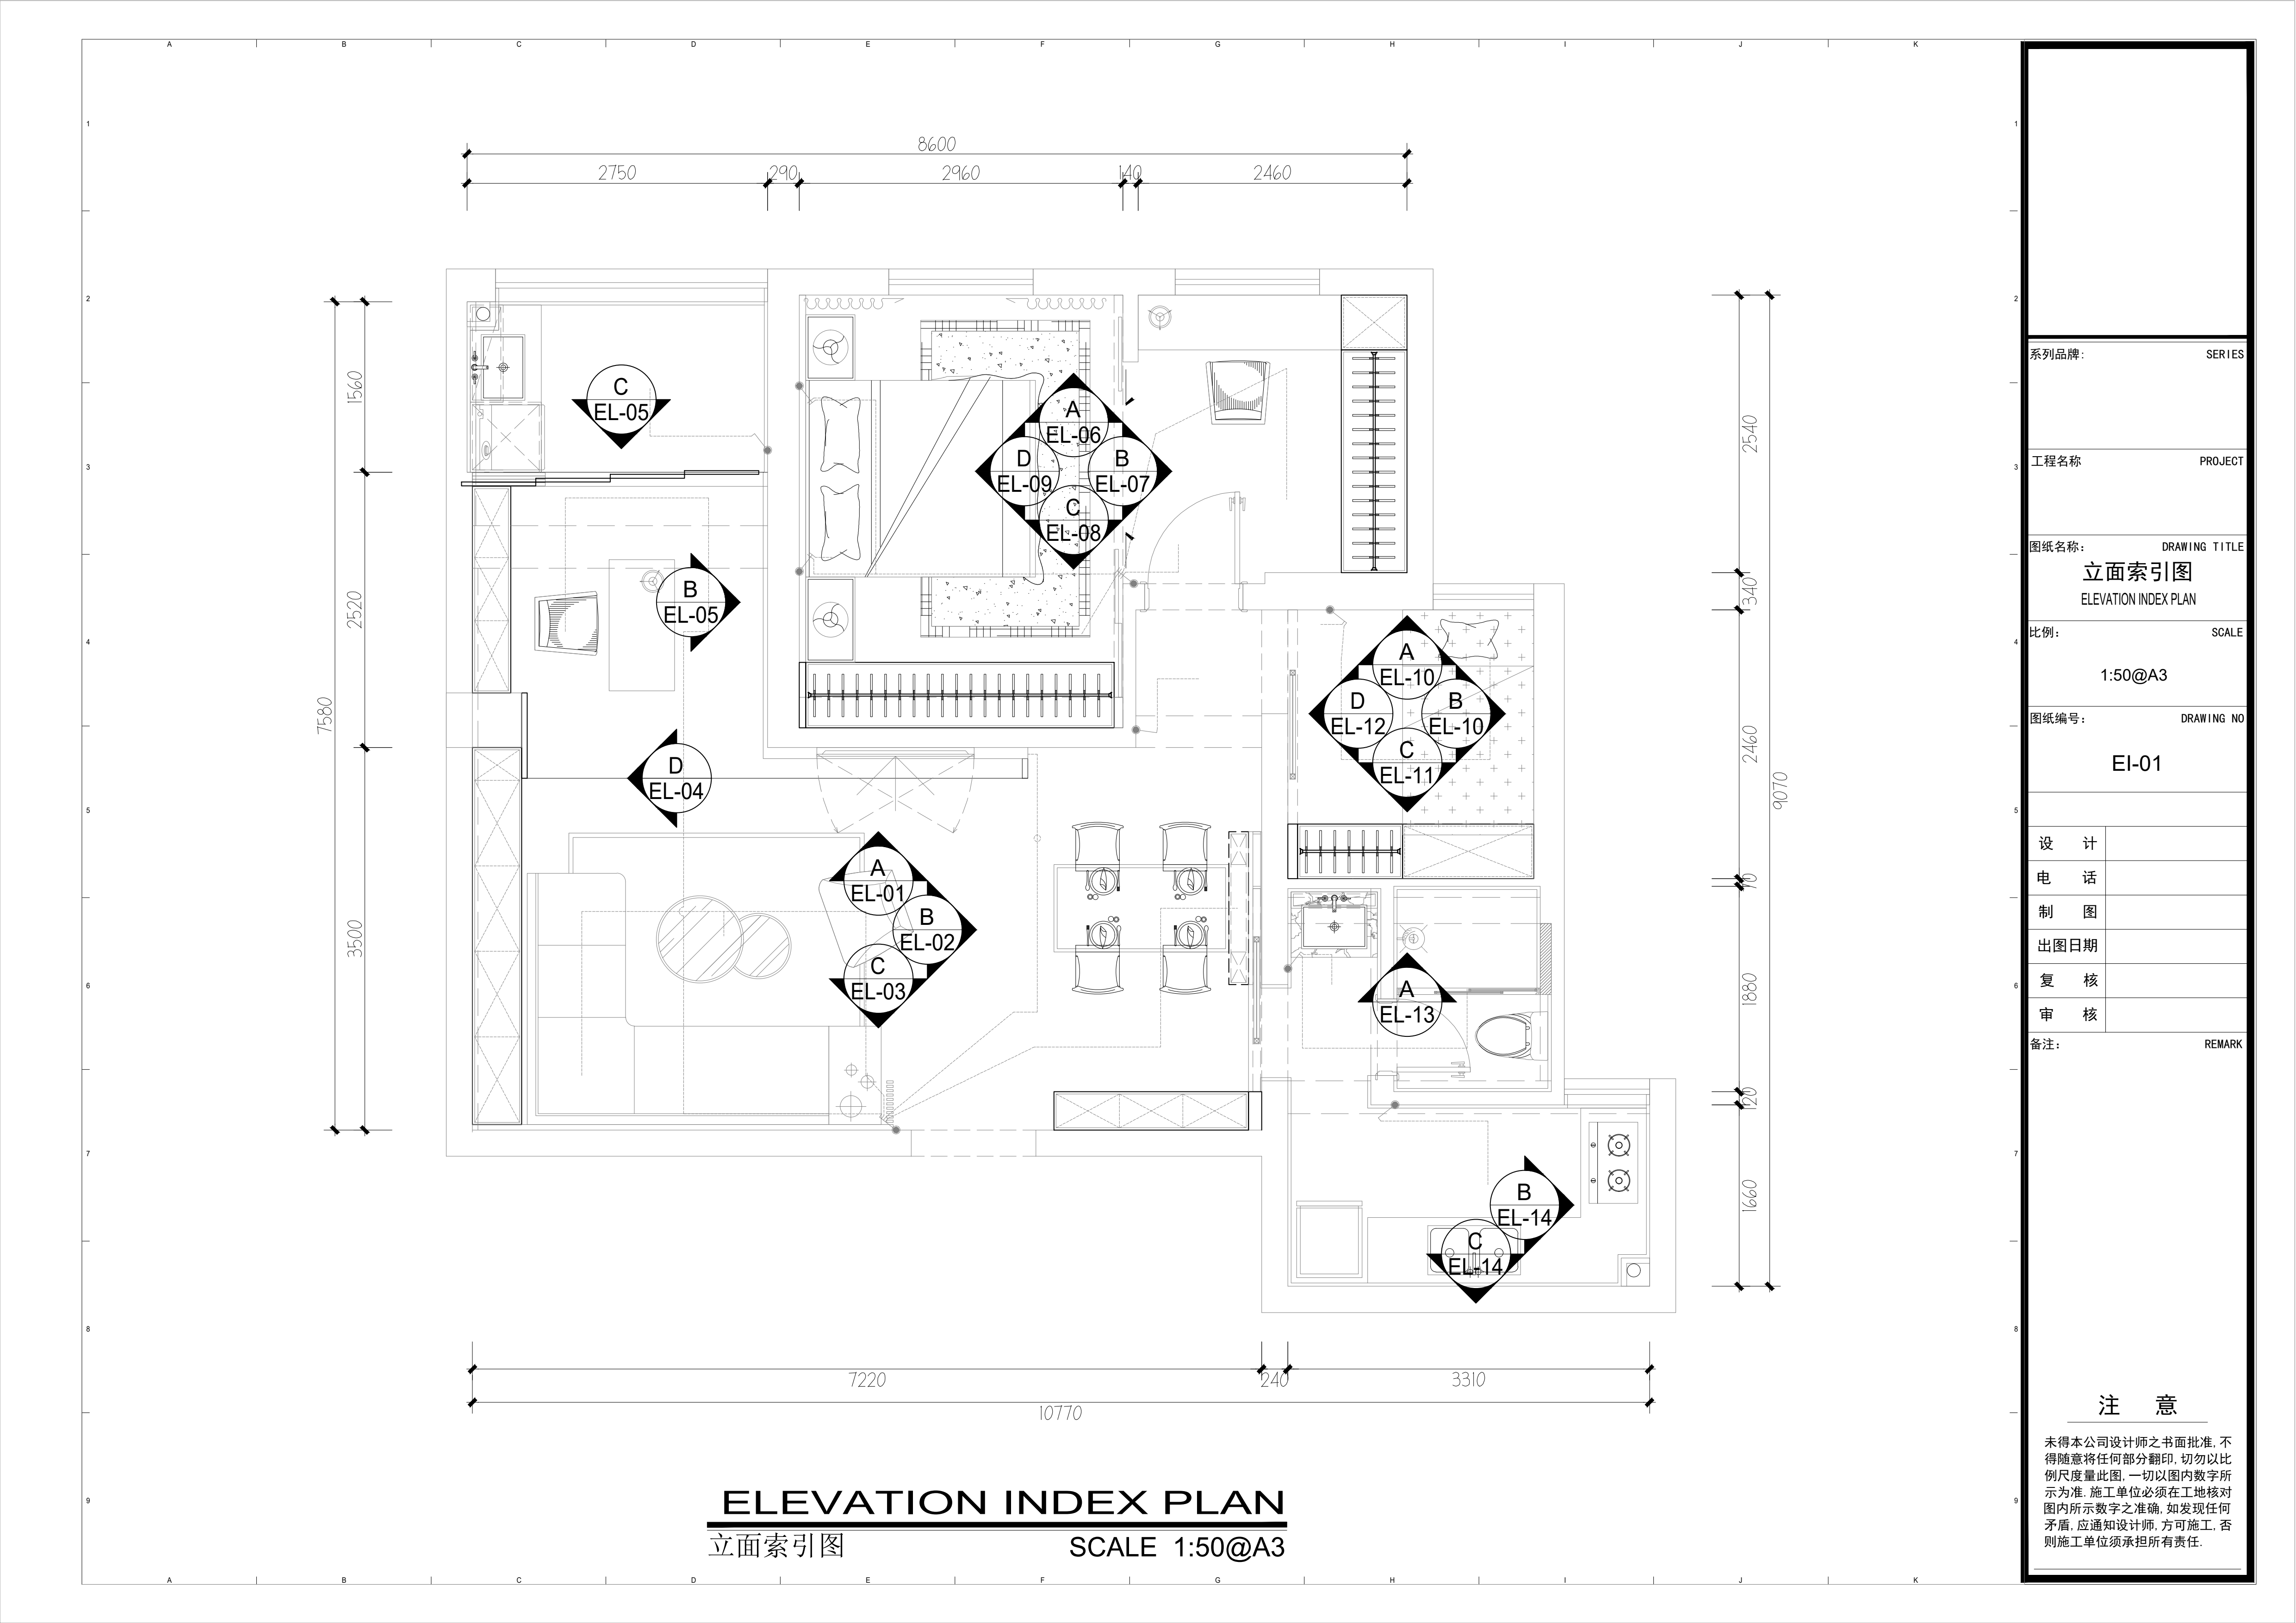 A B C D E F G H I J K
1 1
2 2
3 3
4 4
5 5
6 6
7 7
8 8
9 9
8600
2750 290 2960 140 2460
7580
1560
2520
3500
2540
340
2460
70
1880
120
1660
9070
C
EL-05
A
EL-06
D
EL-09
B
EL-07
C
EL-08
B
EL-05
D
EL-04
A
EL-10
D
EL-12
B
EL-10
C
EL-11
A
EL-01
B
EL-02
C
EL-03
A
EL-13
B
EL-14
C
EL-14
7220 240 3310
10770
ELEVATION INDEX PLAN
立面索引图 SCALE 1:50@A3
A B C D E F G H I J K
系列品牌: SERIES
工程名称 PROJECT
图纸名称: DRAWING TITLE
立面索引图
ELEVATION INDEX PLAN
比例: SCALE
1:50@A3
图纸编号: DRAWING NO
EI-01
设 计
电 话
制 图
出图日期
复 核
审 核
备注: REMARK
注 意
未得本公司设计师之书面批准,不
得随意将任何部分翻印,切勿以比
例尺度量此图,一切以图内数字所
示为准.施工单位必须在工地核对
图内所示数字之准确,如发现任何
矛盾,应通知设计师,方可施工,否
则施工单位须承担所有责任.